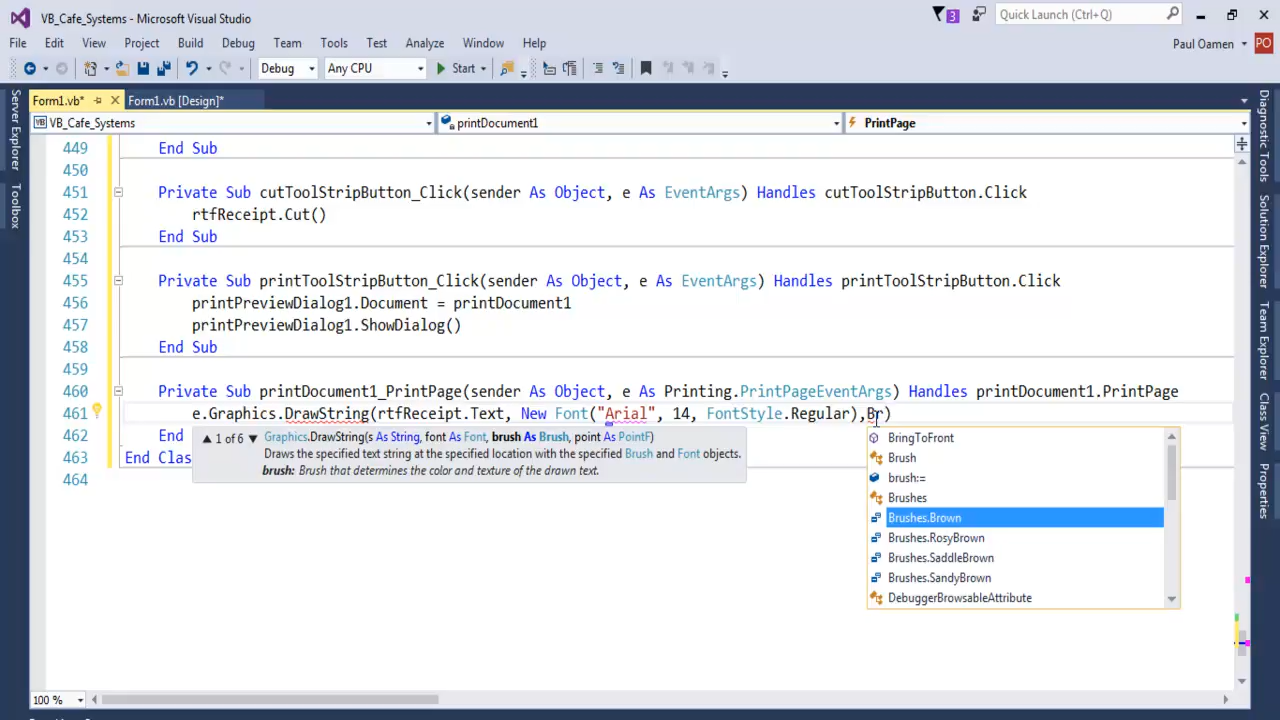 VB_Cafe_Systems - Microsoft Visual Studio
3
Quick Launch (Ctrl+Q)
File Edit View Project Build Debug Team Tools Test Analyze Window Help
Paul Oamen
PO
Debug
Any CPU
Start
Form1.vb*
Form1.vb [Design]*
VB_Cafe_Systems
printDocument1
PrintPage
Server Explorer
Toolbox
449 End Sub
450
451 Private Sub cutToolStripButton_Click(sender As Object, e As EventArgs) Handles cutToolStripButton.Click
452 rtfReceipt.Cut()
453 End Sub
454
455 Private Sub printToolStripButton_Click(sender As Object, e As EventArgs) Handles printToolStripButton.Click
456 printPreviewDialog1.Document = printDocument1
457 printPreviewDialog1.ShowDialog()
458 End Sub
459
460 Private Sub printDocument1_PrintPage(sender As Object, e As Printing.PrintPageEventArgs) Handles printDocument1.PrintPage
461 e.Graphics.DrawString(rtfReceipt.Text, New Font("Arial", 14, FontStyle.Regular),Br)
462 End
463 End Clas
464
1 of 6 Graphics.DrawString(s As String, font As Font, brush As Brush, point As PointF)
Draws the specified text string at the specified location with the specified Brush and Font objects.
brush: Brush that determines the color and texture of the drawn text.
BringToFront
Brush
brush:=
Brushes
Brushes.Brown
Brushes.RosyBrown
Brushes.SaddleBrown
Brushes.SandyBrown
DebuggerBrowsableAttribute
Diagnostic Tools
Solution Explorer
Team Explorer
Class View
Properties
100 %